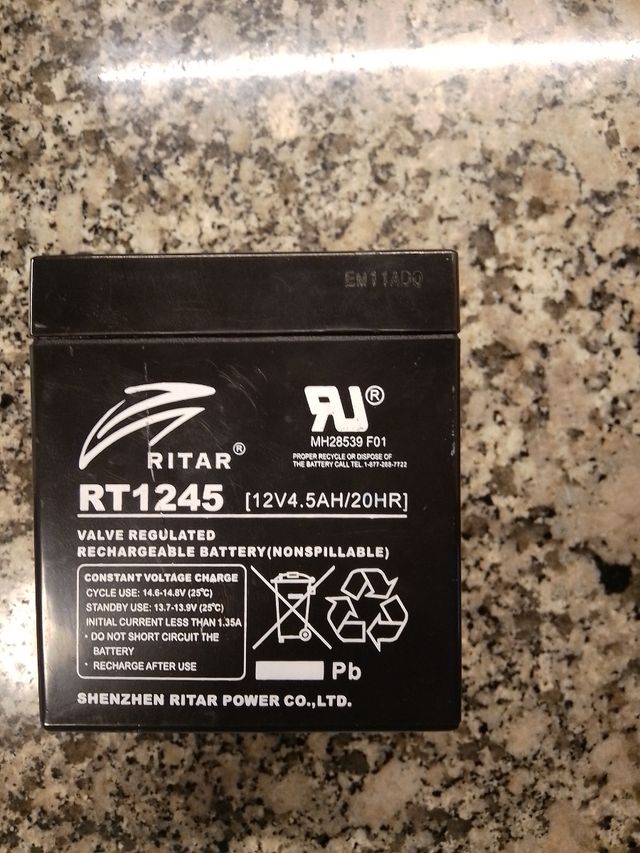 EM11ADQ
RU®
MH28539 F01
PROPER RECYCLE OR DISPOSE OF
THE BATTERY CALL TEL.1-877-288-7722
RITAR®
RT1245 [12V4.5AH/20HR]
VALVE REGULATED
RECHARGEABLE BATTERY(NONSPILLABLE)
CONSTANT VOLTAGE CHARGE
CYCLE USE: 14.6-14.8V (25°C)
STANDBY USE: 13.7-13.9V (25°C)
INITIAL CURRENT LESS THAN 1.35A
· DO NOT SHORT CIRCUIT THE
BATTERY
· RECHARGE AFTER USE
Pb
SHENZHEN RITAR POWER CO.,LTD.